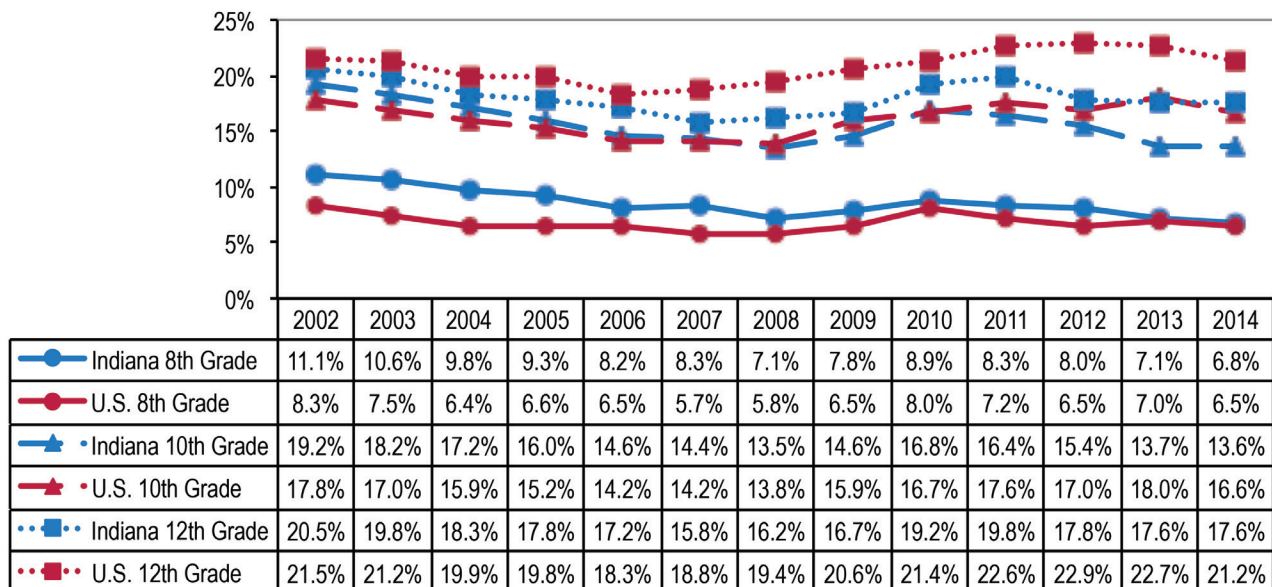 25%
20%
15%
10%
5%
0%
2002 2003 2004 2005 2006 2007 2008 2009 2010 2011 2012 2013 2014
Indiana 8th Grade 11.1% 10.6% 9.8% 9.3% 8.2% 8.3% 7.1% 7.8% 8.9% 8.3% 8.0% 7.1% 6.8%
U.S. 8th Grade 8.3% 7.5% 6.4% 6.6% 6.5% 5.7% 5.8% 6.5% 8.0% 7.2% 6.5% 7.0% 6.5%
Indiana 10th Grade 19.2% 18.2% 17.2% 16.0% 14.6% 14.4% 13.5% 14.6% 16.8% 16.4% 15.4% 13.7% 13.6%
U.S. 10th Grade 17.8% 17.0% 15.9% 15.2% 14.2% 14.2% 13.8% 15.9% 16.7% 17.6% 17.0% 18.0% 16.6%
Indiana 12th Grade 20.5% 19.8% 18.3% 17.8% 17.2% 15.8% 16.2% 16.7% 19.2% 19.8% 17.8% 17.6% 17.6%
U.S. 12th Grade 21.5% 21.2% 19.9% 19.8% 18.3% 18.8% 19.4% 20.6% 21.4% 22.6% 22.9% 22.7% 21.2%